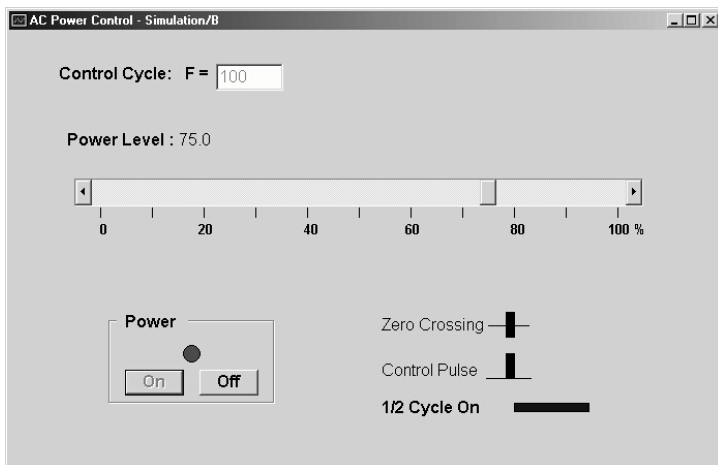 AC Power Control - Simulation/B
Control Cycle: F = 100
Power Level : 75.0
0 20 40 60 80 100 %
Power
On Off
Zero Crossing
Control Pulse
1/2 Cycle On